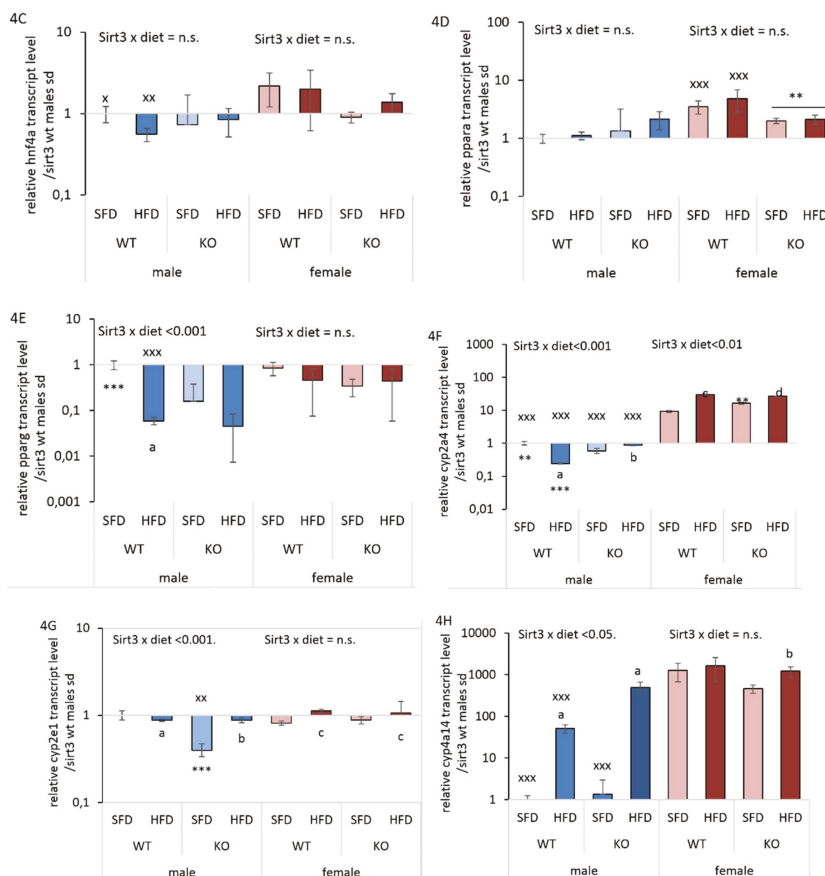 4C
Sirt3 x diet = n.s.
Sirt3 x diet = n.s.
relative hnf4a transcript level
/sirt3 wt males sd
10
1
0,1
x
xx
SFD
HFD
SFD
HFD
SFD
HFD
SFD
HFD
WT
KO
WT
KO
male
female
4D
Sirt3 x diet = n.s.
Sirt3 x diet = n.s.
relative ppara transcript level
/sirt3 wt males sd
100
10
1
0,1
xxx
xxx
**
SFD
HFD
SFD
HFD
SFD
HFD
SFD
HFD
WT
KO
WT
KO
male
female
4E
Sirt3 x diet <0.001
Sirt3 x diet = n.s.
relative pparg transcript level
/sirt3 wt males sd
10
1
0,1
0,01
0,001
xxx
***
a
SFD
HFD
SFD
HFD
SFD
HFD
SFD
HFD
WT
KO
WT
KO
male
female
4F
Sirt3 x diet<0.001
Sirt3 x diet<0.01
realtive cyp2a4 transcript level
/sirt3 wt males sd
1000
100
10
1
0,1
0,01
xxx
xxx
xxx
xxx
**
a
***
b
c
**
d
SFD
HFD
SFD
HFD
SFD
HFD
SFD
HFD
WT
KO
WT
KO
male
female
4G
Sirt3 x diet <0.001.
Sirt3 x diet = n.s.
relative cyp2e1 transcript level
/sirt3 wt males sd
10
1
0,1
xx
a
***
b
c
c
SFD
HFD
SFD
HFD
SFD
HFD
SFD
HFD
WT
KO
WT
KO
male
female
4H
Sirt3 x diet <0.05.
Sirt3 x diet = n.s.
relative cyp4a14 transcript level
/sirt3 wt males sd
10000
1000
100
10
1
xxx
xxx
a
xxx
a
b
SFD
HFD
SFD
HFD
SFD
HFD
SFD
HFD
WT
KO
WT
KO
male
female